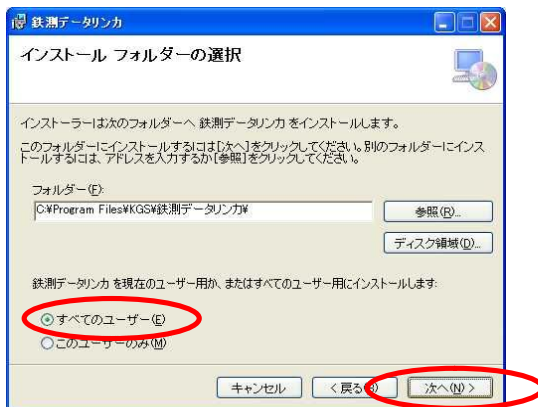 鉄測データリンカ
インストール フォルダーの選択
インストーラーは次のフォルダーへ 鉄測データリンカ をインストールします。
このフォルダーにインストールするには[次へ]をクリックしてください。別のフォルダーにインス
トールするには、アドレスを入力するか[参照]をクリックしてください。
フォルダー(F):
C:¥Program Files¥KGS¥鉄測データリンカ¥
参照(R)...
ディスク領域(D)...
鉄測データリンカ を現在のユーザー用か、またはすべてのユーザー用にインストールします:
すべてのユーザー(E)
このユーザーのみ(M)
キャンセル
< 戻る(B)
次へ(N) >